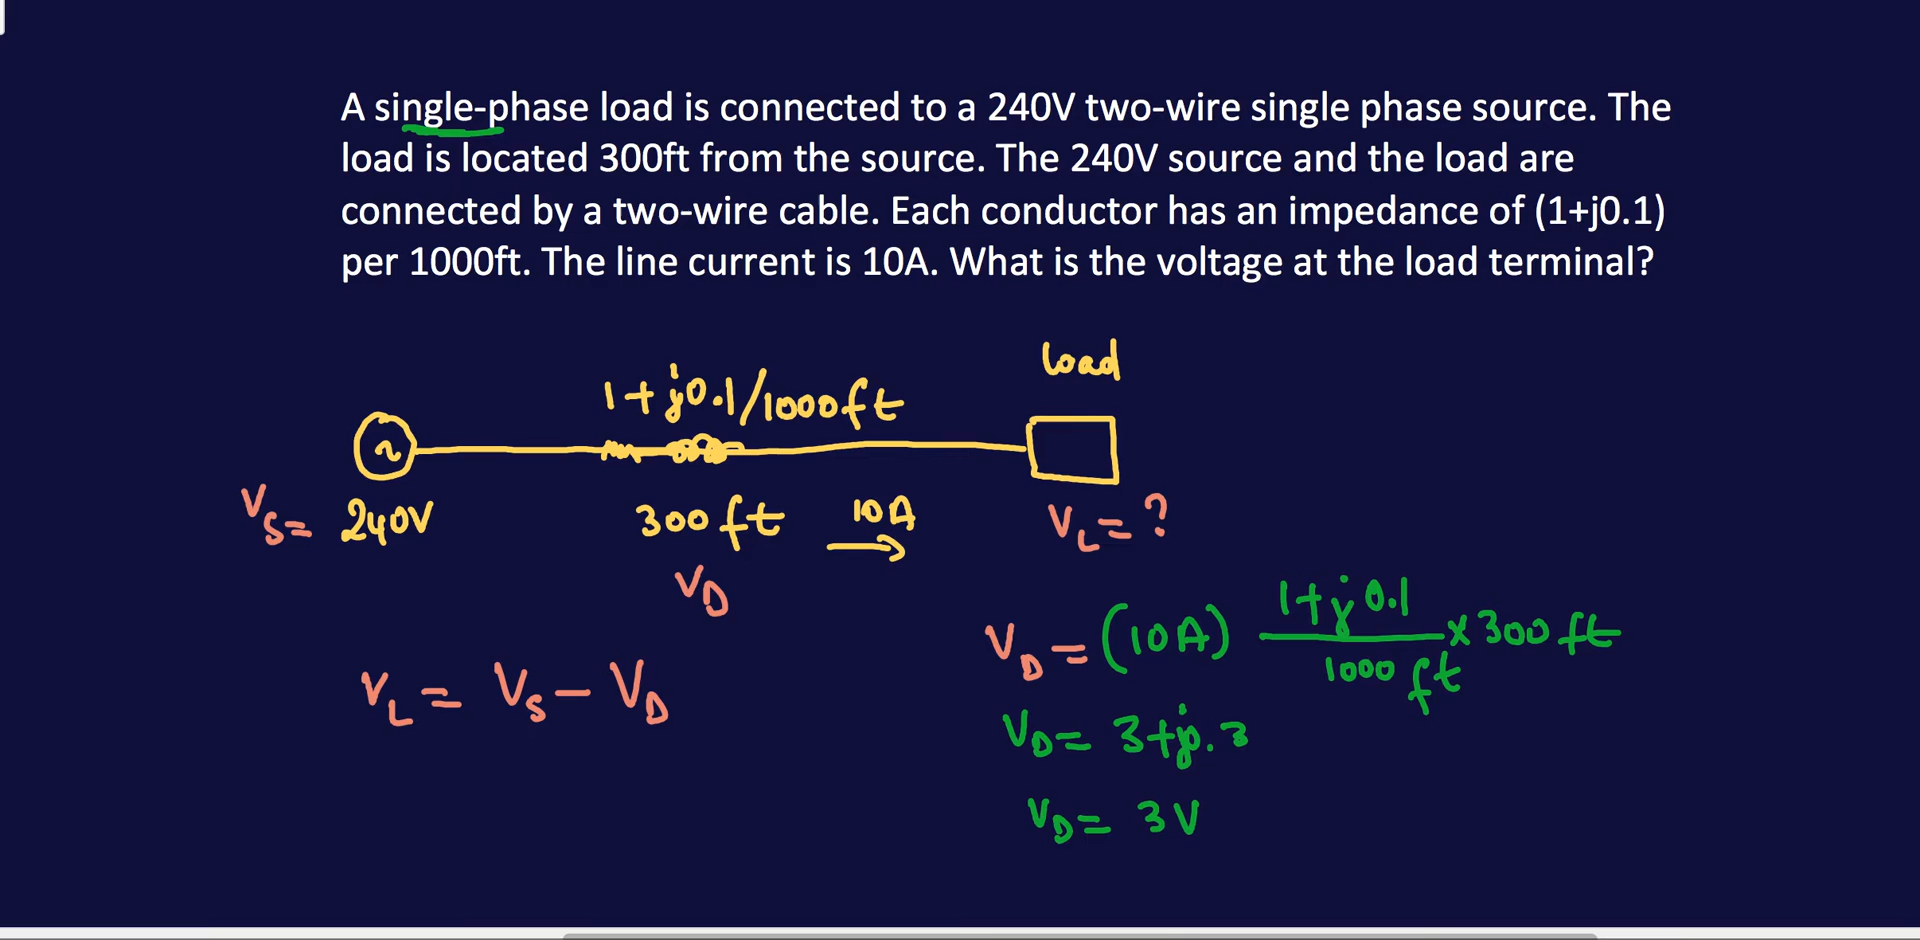 A single-phase load is connected to a 240V two-wire single phase source. The
load is located 300ft from the source. The 240V source and the load are
connected by a two-wire cable. Each conductor has an impedance of (1+j0.1)
per 1000ft. The line current is 10A. What is the voltage at the load terminal?
load
1+j0.1/1000ft
~
VS= 240V
300ft
10A
VL=?
VD
VD= (10A) 1+j0.1/1000ft × 300ft
VL= VS-VD
VD= 3+j0.3
VD= 3V